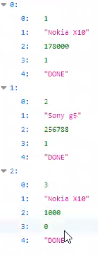 0:
0: 1
1: "Nokia X10"
2: 178000
3: 1
4: "DONE"
1:
0: 2
1: "Sony g5"
2: 256788
3: 1
4: "DONE"
2:
0: 3
1: "Nokia X10"
2: 1000
3: 0
4: "DONE"